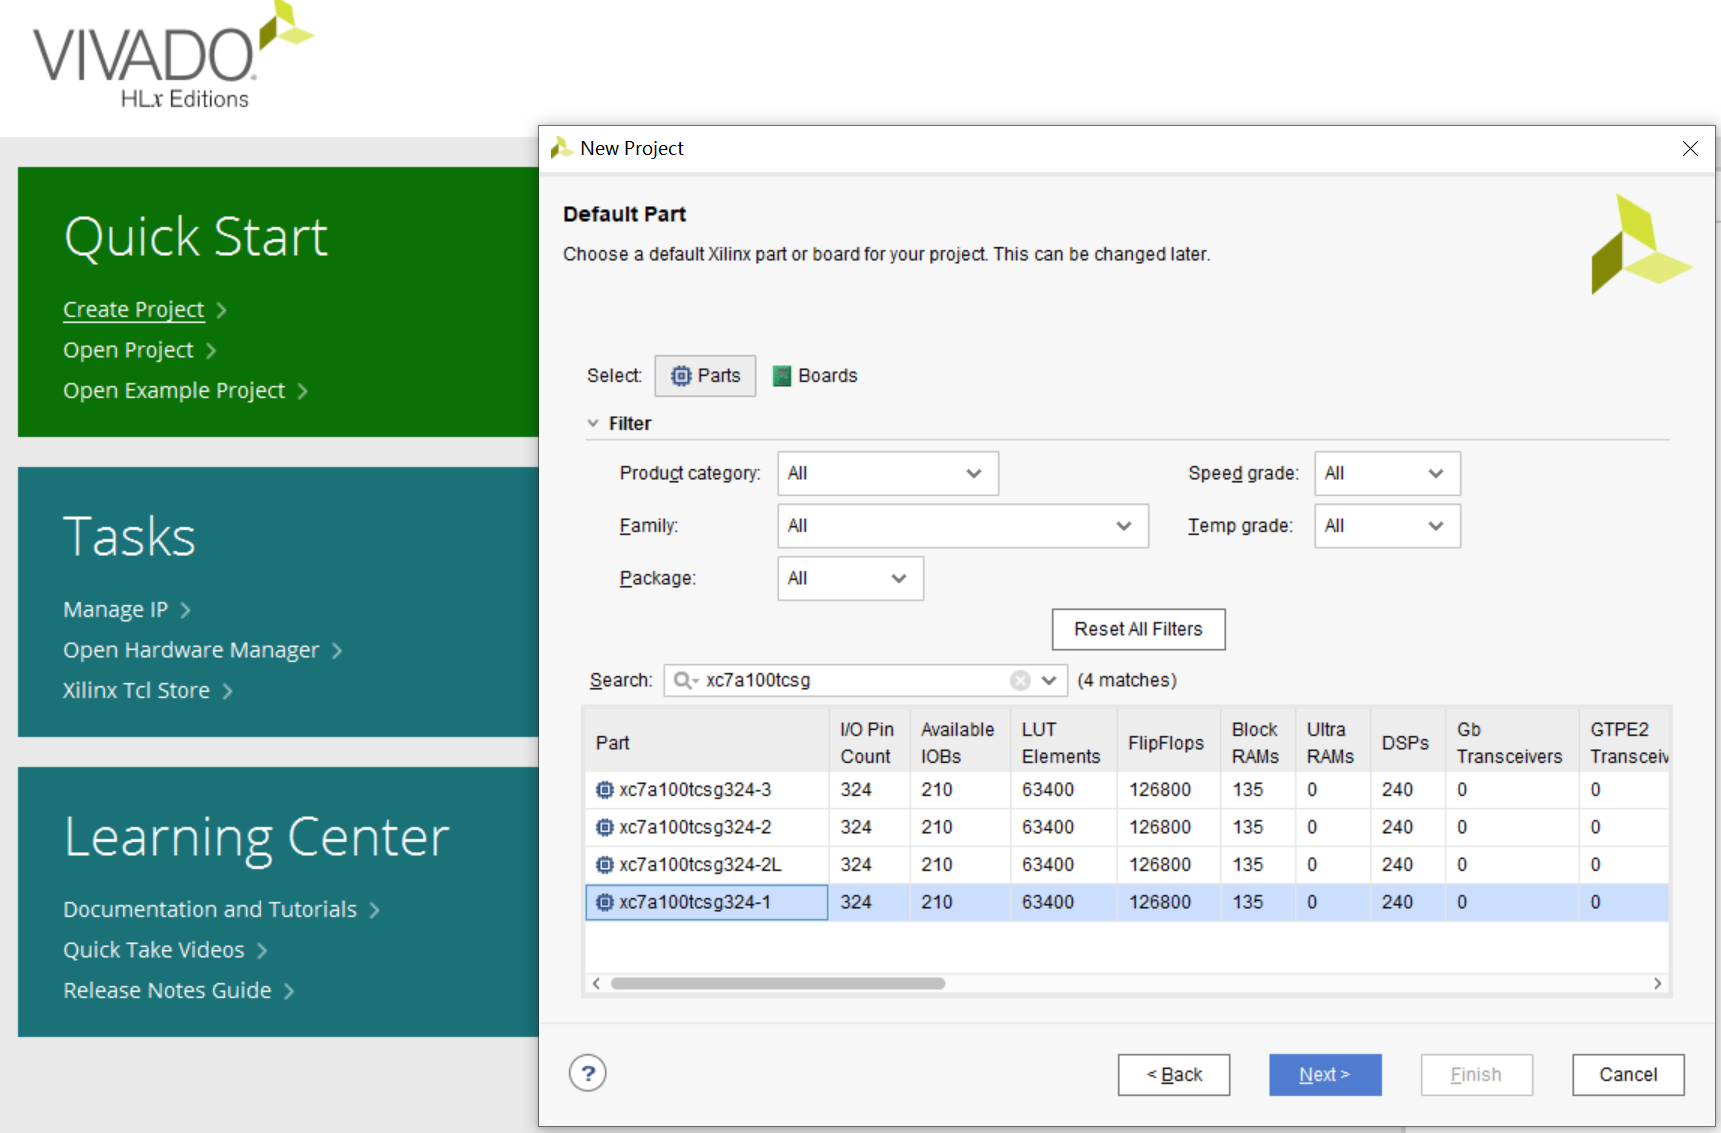 VIVADO
HLx Editions
Quick Start
Create Project
Open Project
Open Example Project
Tasks
Manage IP
Open Hardware Manager
Xilinx Tcl Store
Learning Center
Documentation and Tutorials
Quick Take Videos
Release Notes Guide
New Project
Default Part
Choose a default Xilinx part or board for your project. This can be changed later.
Select: Parts Boards
Filter
Product category: All Speed grade: All
Family: All Temp grade: All
Package: All
Reset All Filters
Search: xc7a100tcsg (4 matches)
Part I/O Pin Count Available IOBs LUT Elements FlipFlops Block RAMs Ultra RAMs DSPs Gb Transceivers GTPE2 Transceiv
xc7a100tcsg324-3 324 210 63400 126800 135 0 240 0 0
xc7a100tcsg324-2 324 210 63400 126800 135 0 240 0 0
xc7a100tcsg324-2L 324 210 63400 126800 135 0 240 0 0
xc7a100tcsg324-1 324 210 63400 126800 135 0 240 0 0
? < Back Next > Finish Cancel